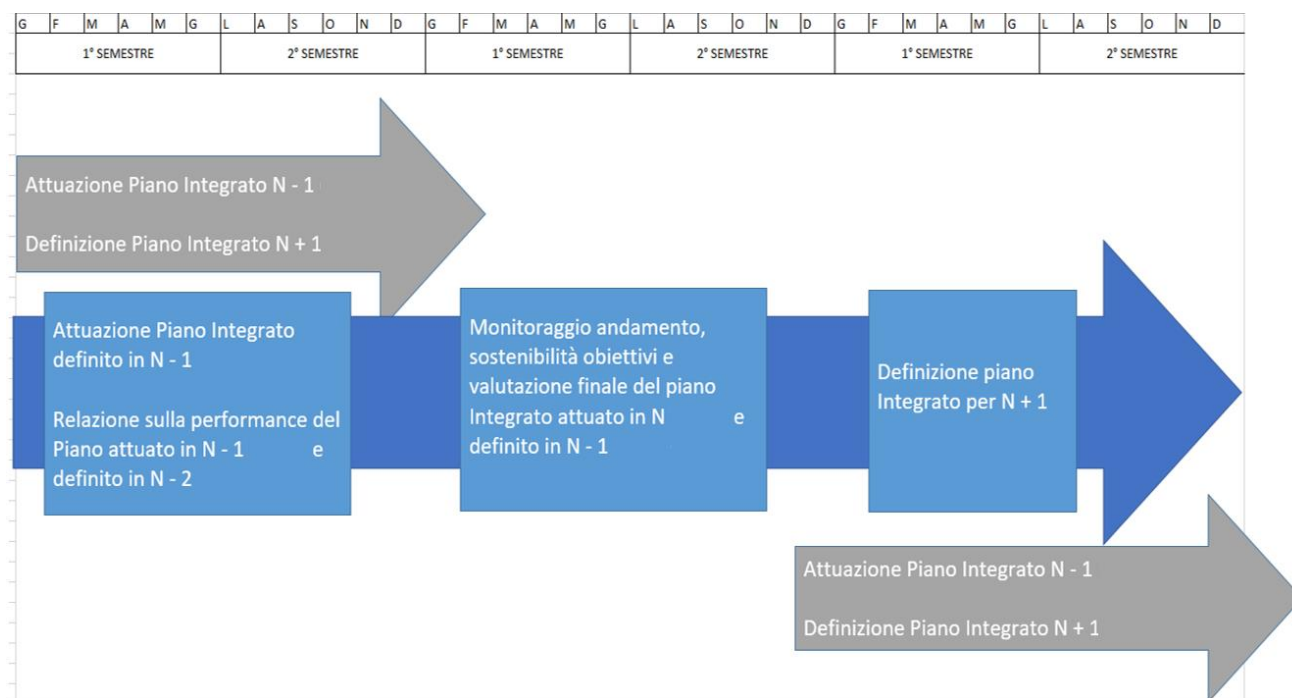 G F M A M G L A S O N D G F M A M G L A S O N D G F M A M G L A S O N D
1° SEMESTRE 2° SEMESTRE 1° SEMESTRE 2° SEMESTRE 1° SEMESTRE 2° SEMESTRE
Attuazione Piano Integrato N - 1
Definizione Piano Integrato N + 1
Attuazione Piano Integrato
definito in N - 1
Relazione sulla performance del
Piano attuato in N - 1 e
definito in N - 2
Monitoraggio andamento,
sostenibilità obiettivi e
valutazione finale del piano
Integrato attuato in N e
definito in N - 1
Definizione piano
Integrato per N + 1
Attuazione Piano Integrato N - 1
Definizione Piano Integrato N + 1